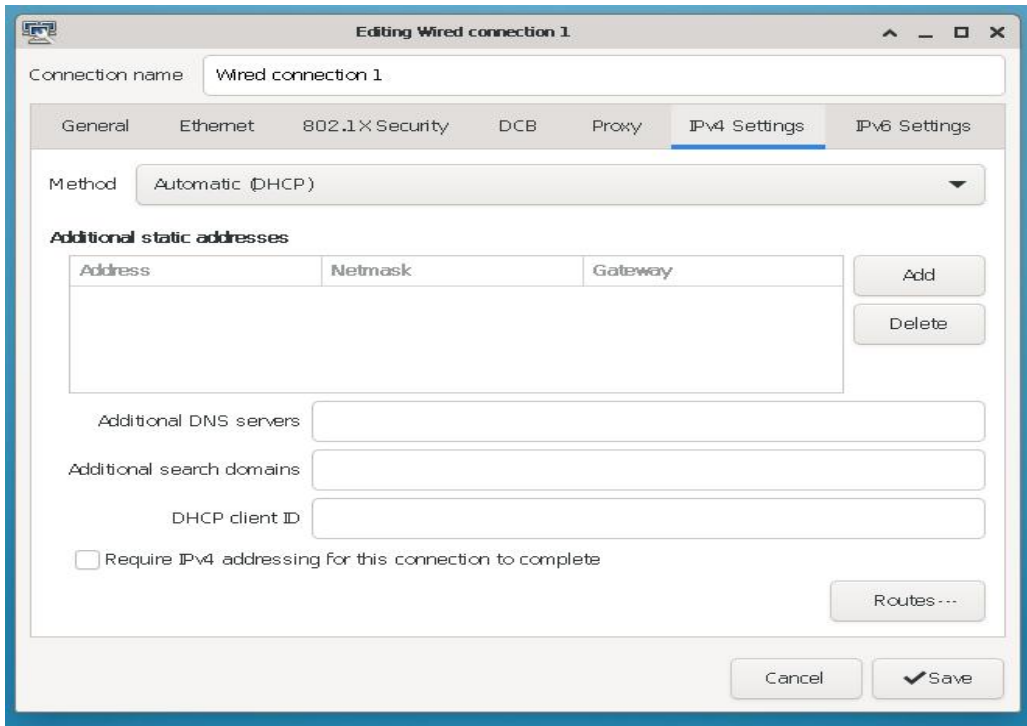 Editing Wired connection 1
Connection name Wired connection 1
General Ethernet 802.1X Security DCB Proxy IPv4 Settings IPv6 Settings
Method Automatic (DHCP)
Additional static addresses
Address Netmask Gateway Add
Delete
Additional DNS servers
Additional search domains
DHCP client ID
Require IPv4 addressing for this connection to complete
Routes...
Cancel Save